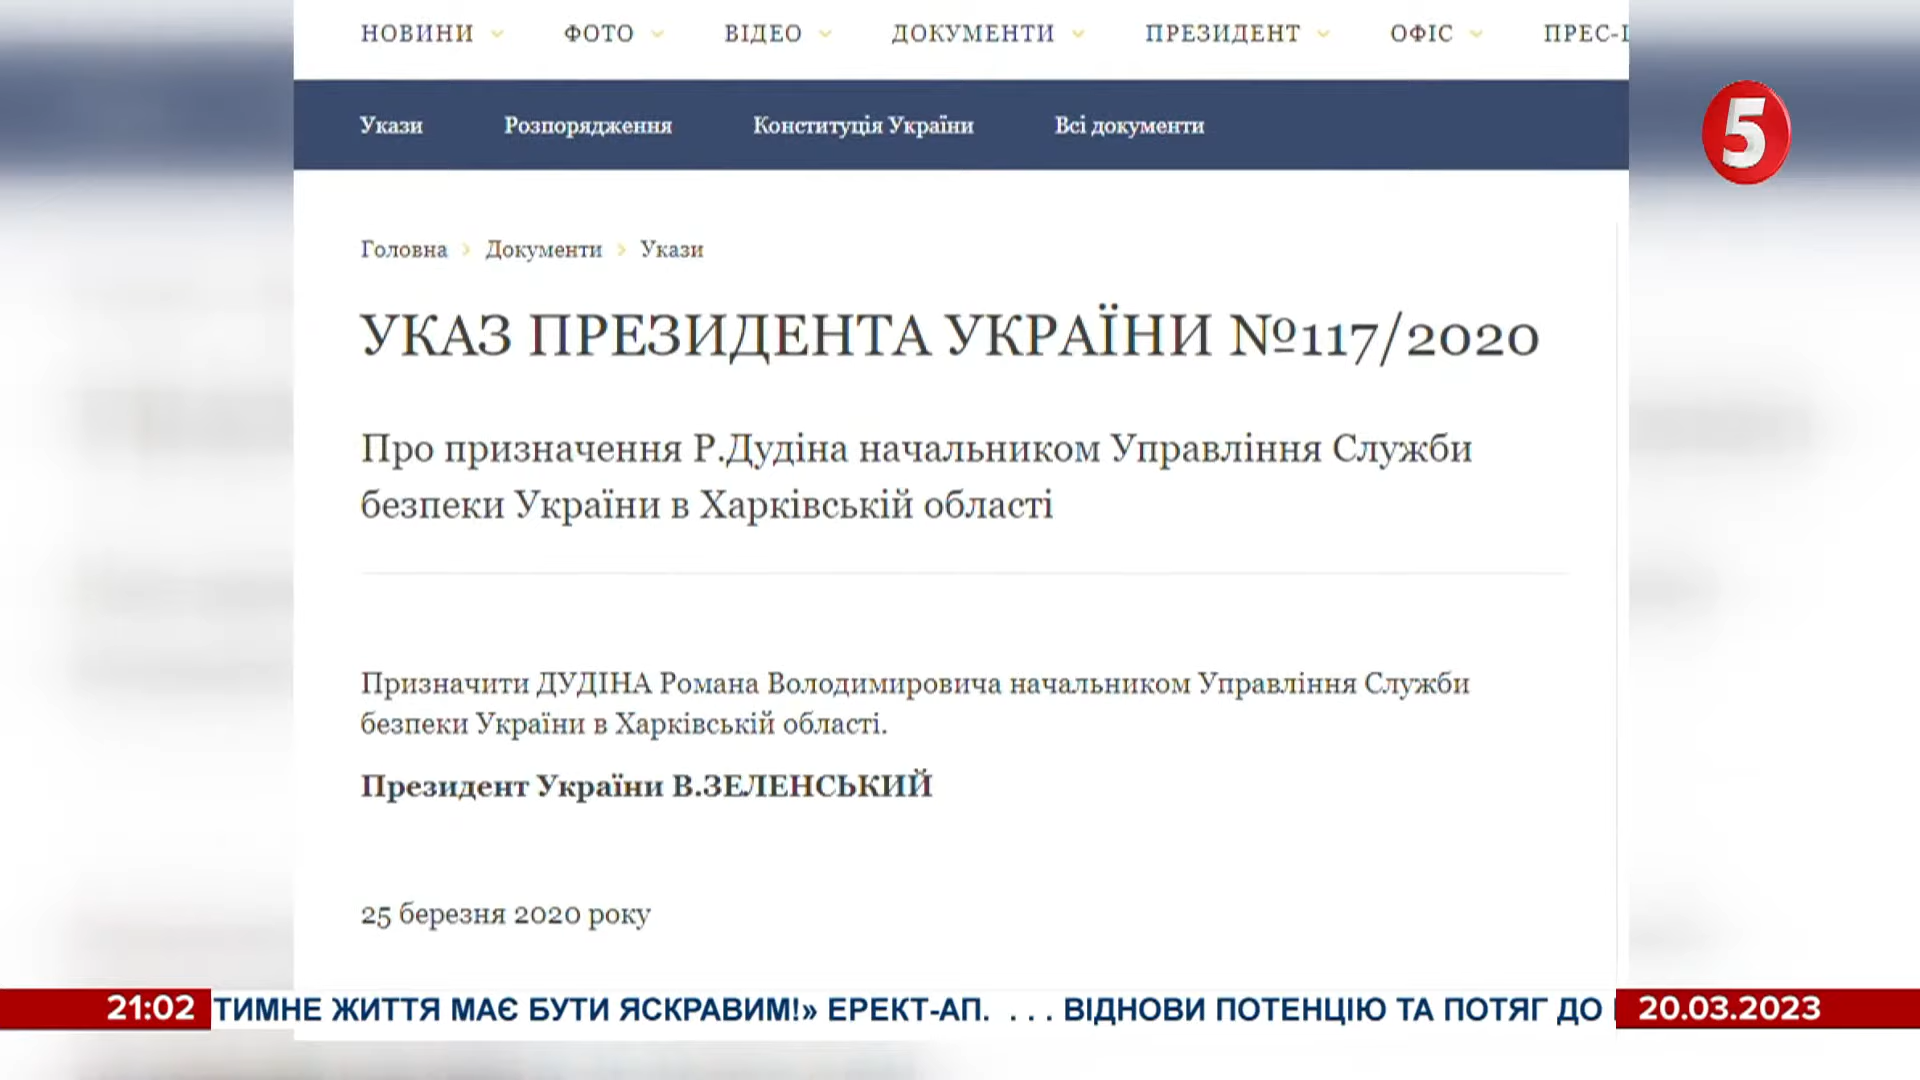 НОВИНИ ФОТО ВІДЕО ДОКУМЕНТИ ПРЕЗИДЕНТ ОФІС
Укази Розпорядження Конституція України Всі документи
5
Головна > Документи > Укази
УКАЗ ПРЕЗИДЕНТА УКРАЇНИ №117/2020
Про призначення Р.Дудіна начальником Управління Служби
безпеки України в Харківській області
Призначити ДУДІНА Романа Володимировича начальником Управління Служби
безпеки України в Харківській області.
Президент України В.ЗЕЛЕНСЬКИЙ
25 березня 2020 року
21:02 ТИМНЕ ЖИТТЯ МАЄ БУТИ ЯСКРАВИМ!» ЕРЕКТ-АП. . . . ВІДНОВИ ПОТЕНЦІЮ ТА ПОТЯГ ДО 20.03.2023